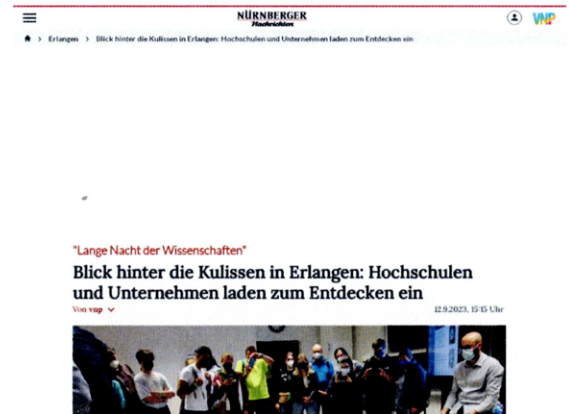 NÜRNBERGER
Nachrichten
VNP
> Erlangen > Blick hinter die Kulissen in Erlangen: Hochschulen und Unternehmen laden zum Entdecken ein
"Lange Nacht der Wissenschaften"
Blick hinter die Kulissen in Erlangen: Hochschulen
und Unternehmen laden zum Entdecken ein
Von vnp
12.9.2023, 15:15 Uhr